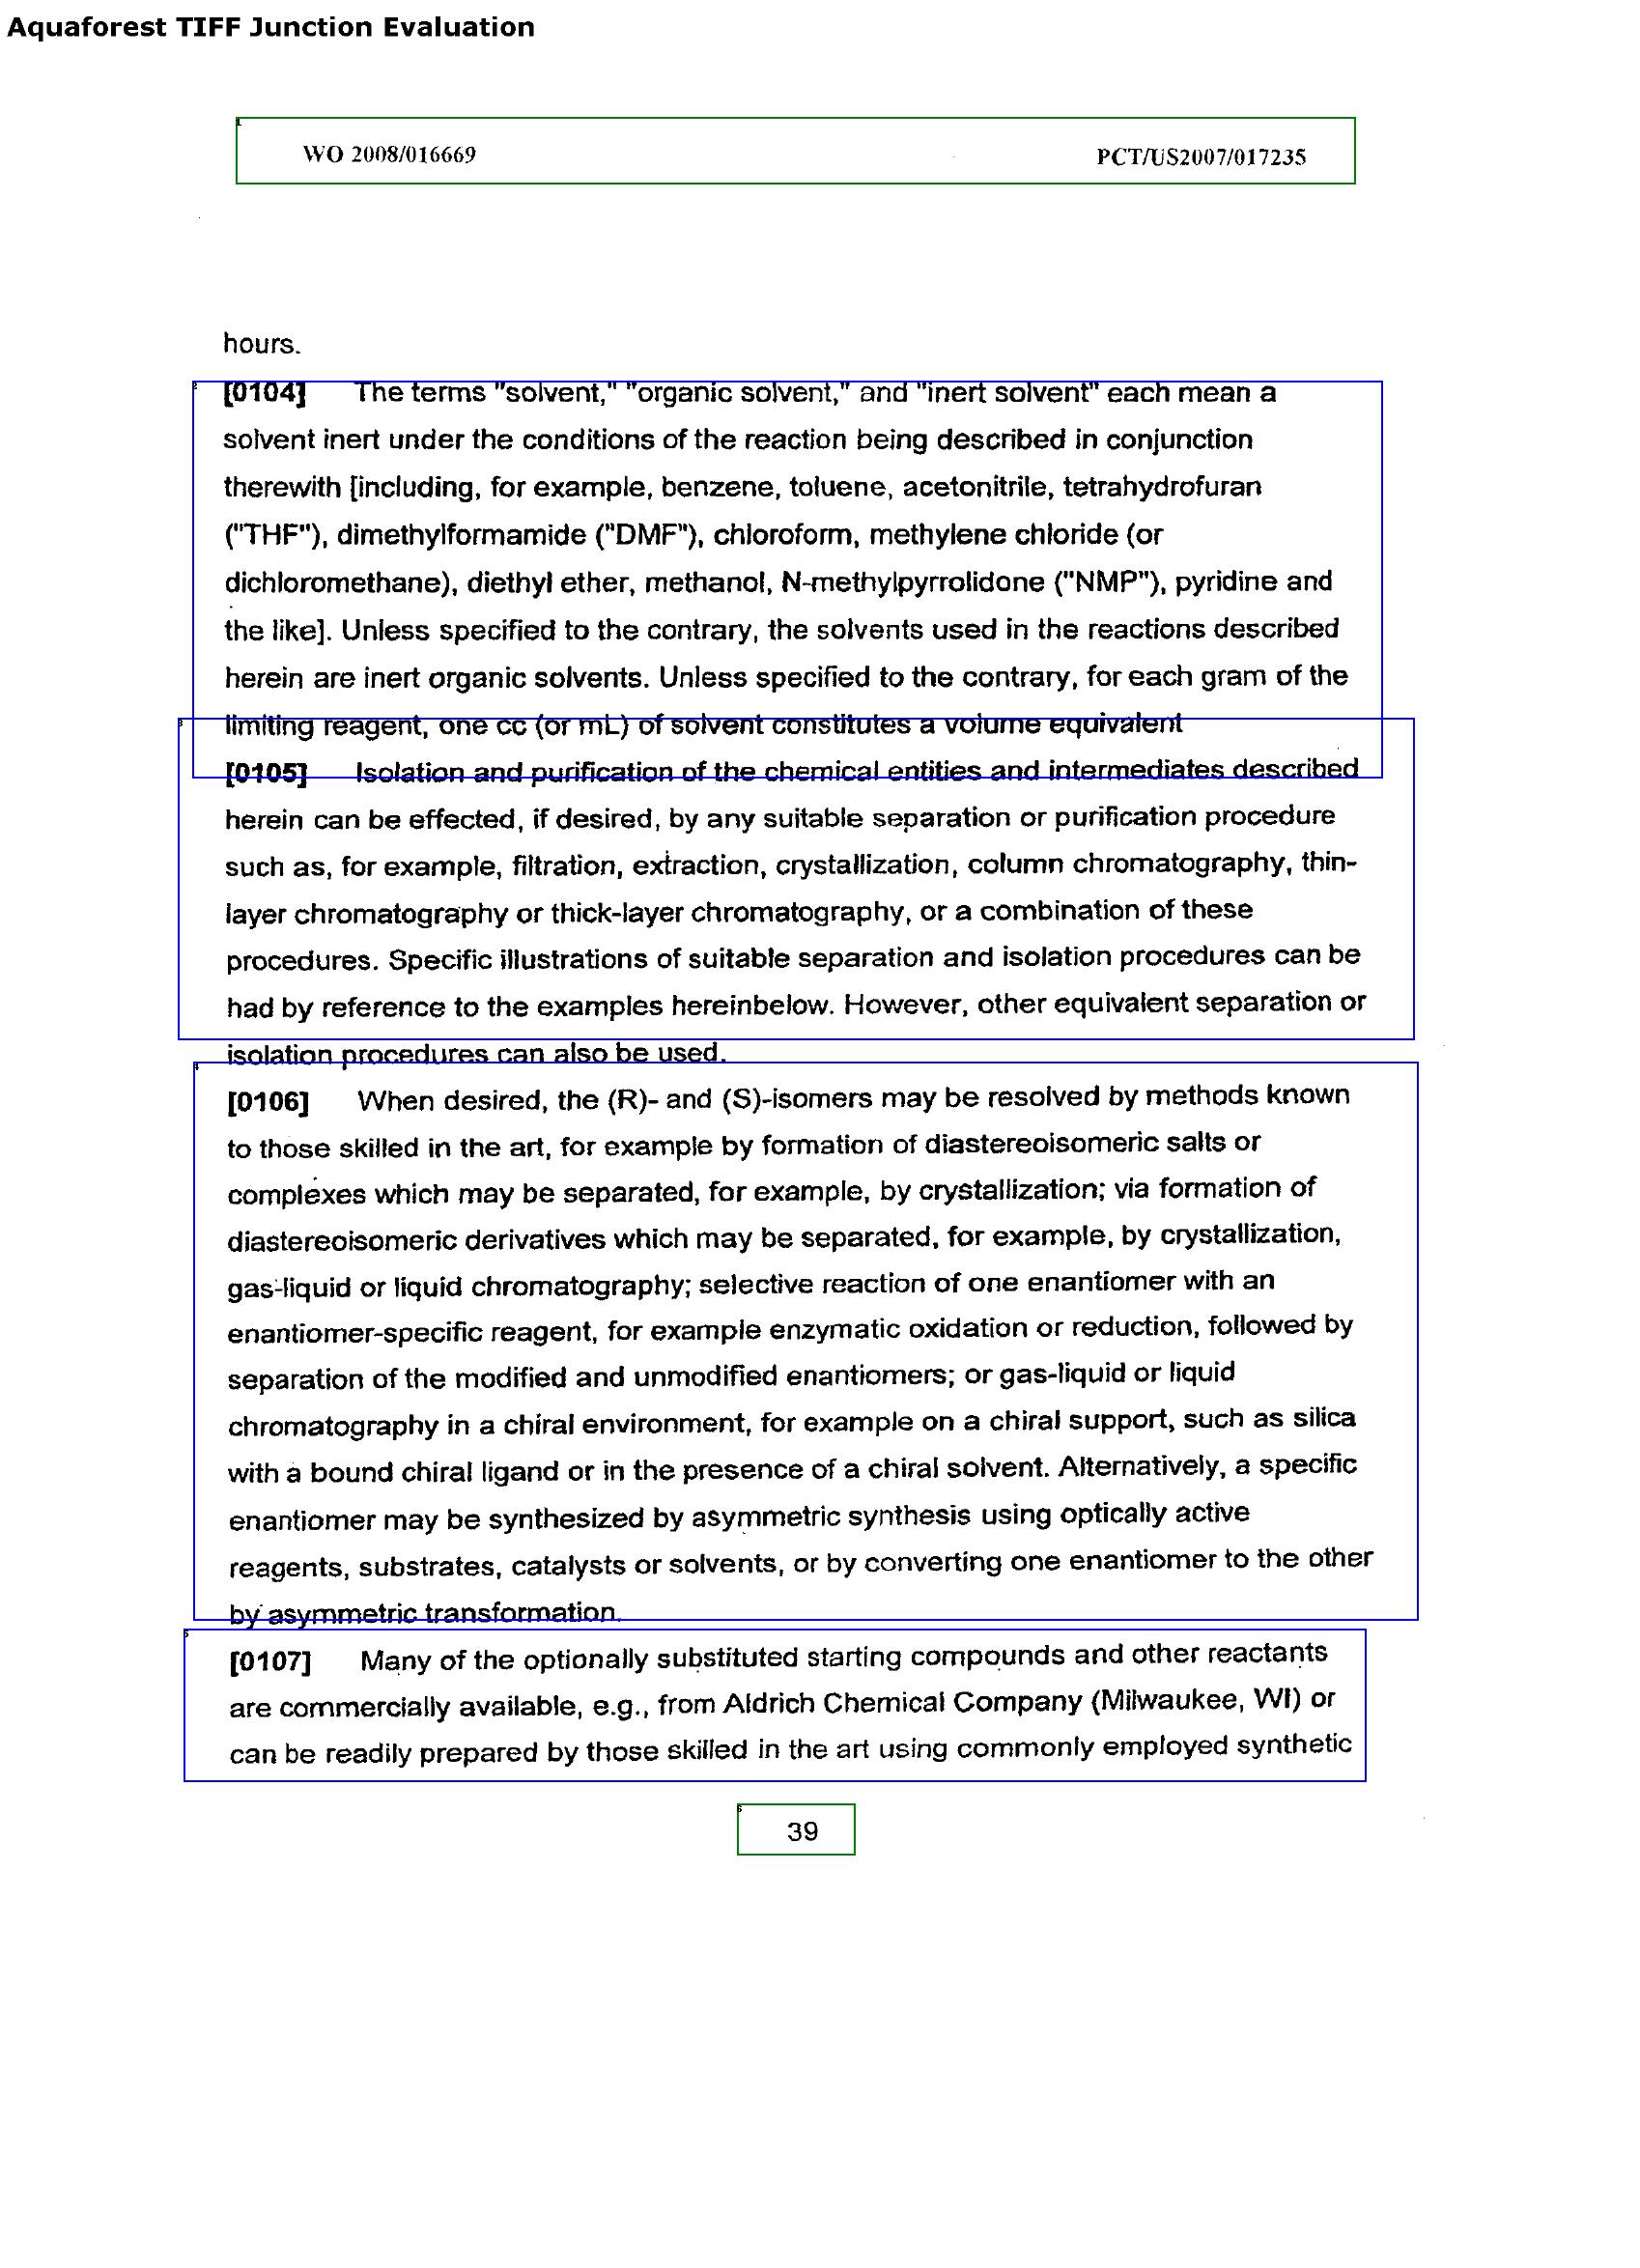 Aquaforest TIFF Junction Evaluation
WO 2008/016669 PCT/US2007/017235
hours.
[0104] The terms "solvent," "organic solvent," and "inert solvent" each mean a
solvent inert under the conditions of the reaction being described in conjunction
therewith [including, for example, benzene, toluene, acetonitrile, tetrahydrofuran
("THF"), dimethylformamide ("DMF"), chloroform, methylene chloride (or
dichloromethane), diethyl ether, methanol, N-methylpyrrolidone ("NMP"), pyridine and
the like]. Unless specified to the contrary, the solvents used in the reactions described
herein are inert organic solvents. Unless specified to the contrary, for each gram of the
limiting reagent, one cc (or mL) of solvent constitutes a volume equivalent
[0105] Isolation and purification of the chemical entities and intermediates described
herein can be effected, if desired, by any suitable separation or purification procedure
such as, for example, filtration, extraction, crystallization, column chromatography, thin-
layer chromatography or thick-layer chromatography, or a combination of these
procedures. Specific illustrations of suitable separation and isolation procedures can be
had by reference to the examples hereinbelow. However, other equivalent separation or
isolation procedures can also be used.
[0106] When desired, the (R)- and (S)-isomers may be resolved by methods known
to those skilled in the art, for example by formation of diastereoisomeric salts or
complexes which may be separated, for example, by crystallization; via formation of
diastereoisomeric derivatives which may be separated, for example, by crystallization,
gas-liquid or liquid chromatography; selective reaction of one enantiomer with an
enantiomer-specific reagent, for example enzymatic oxidation or reduction, followed by
separation of the modified and unmodified enantiomers; or gas-liquid or liquid
chromatography in a chiral environment, for example on a chiral support, such as silica
with a bound chiral ligand or in the presence of a chiral solvent. Alternatively, a specific
enantiomer may be synthesized by asymmetric synthesis using optically active
reagents, substrates, catalysts or solvents, or by converting one enantiomer to the other
by asymmetric transformation.
[0107] Many of the optionally substituted starting compounds and other reactants
are commercially available, e.g., from Aldrich Chemical Company (Milwaukee, WI) or
can be readily prepared by those skilled in the art using commonly employed synthetic
39